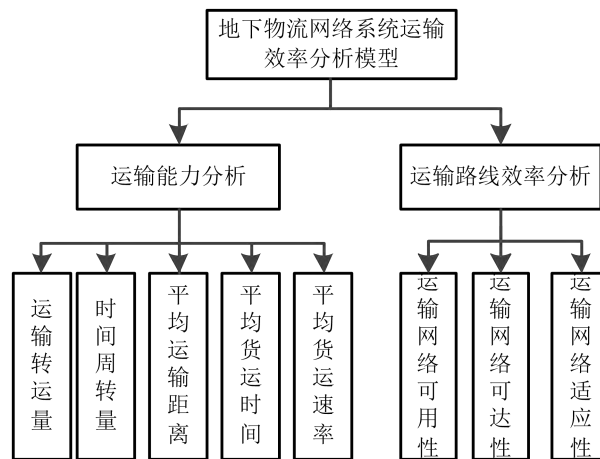 地下物流网络系统运输
效率分析模型
运输能力分析
运输路线效率分析
运输转运量
时间周转量
平均运输距离
平均货运时间
平均货运速率
运输网络可用性
运输网络可达性
运输网络适应性